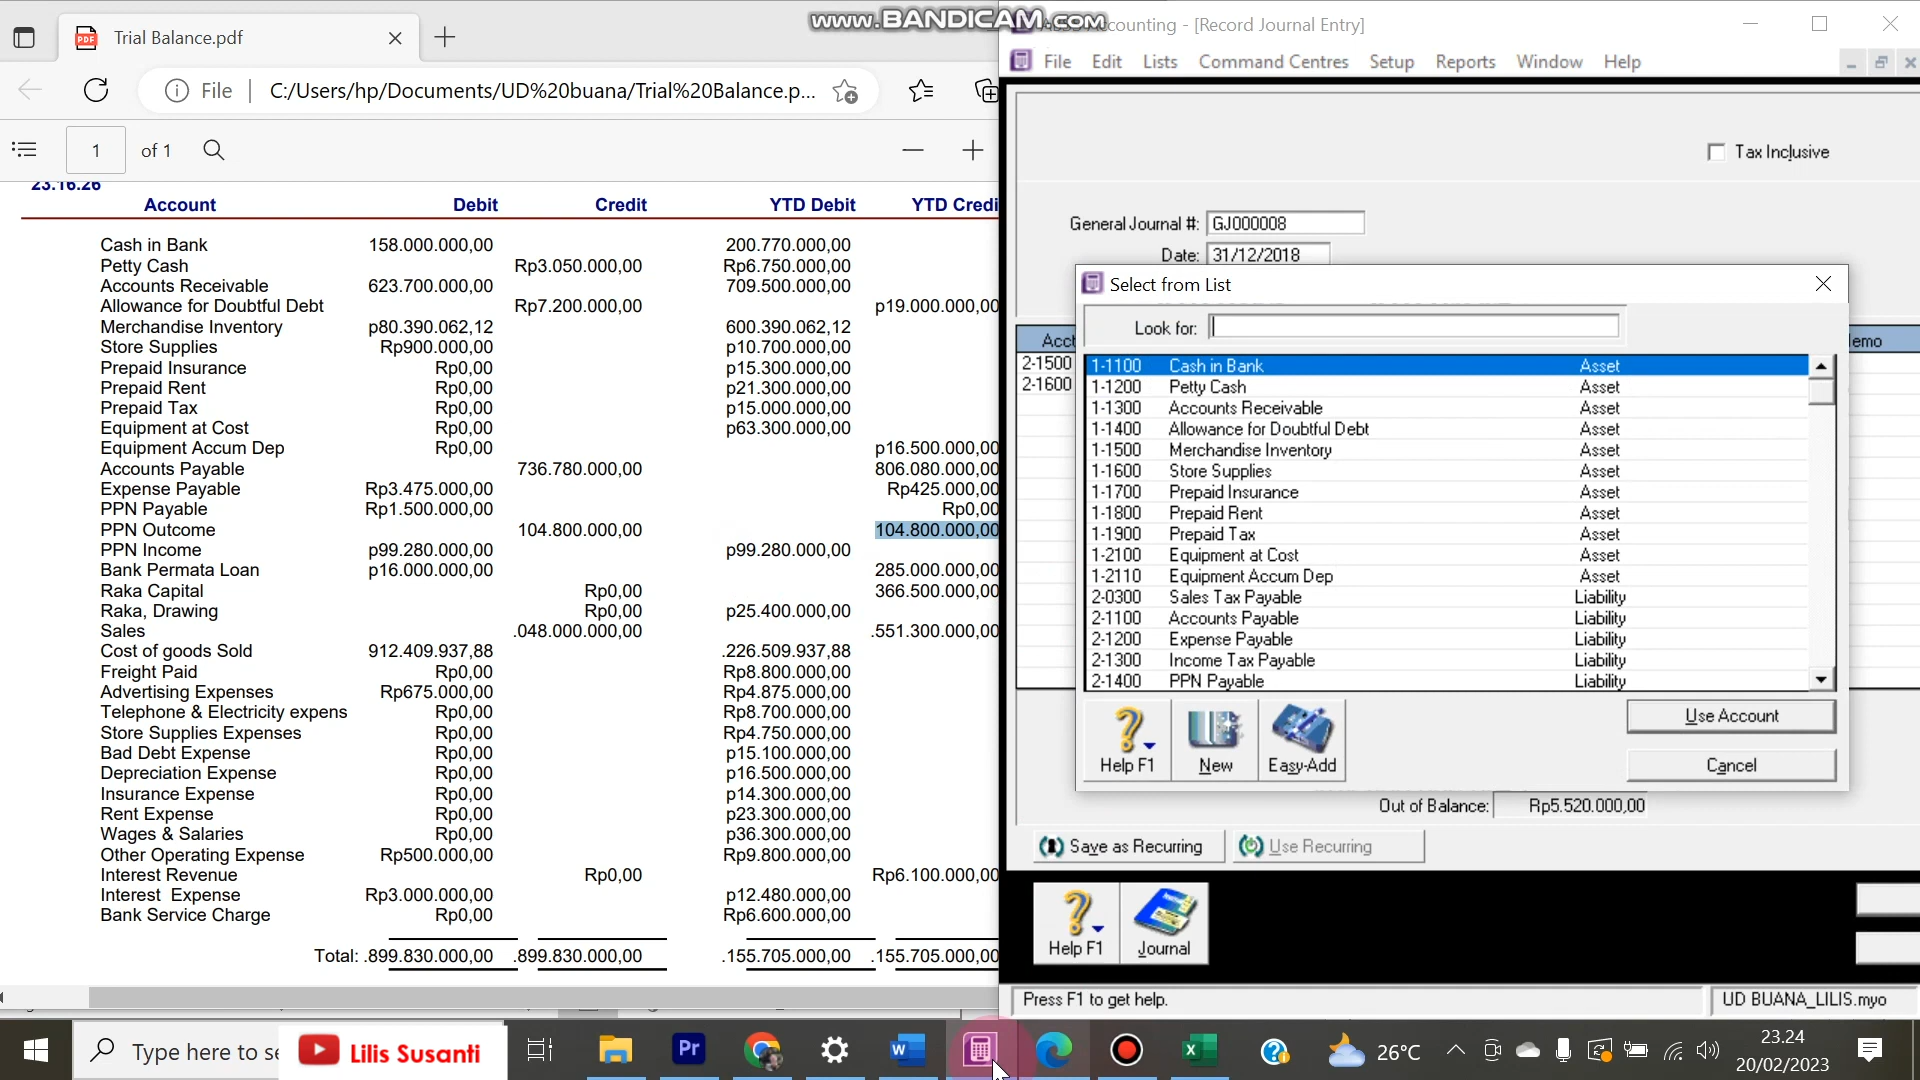 Trial Balance.pdf
www.BANDICAM.com
Accounting - [Record Journal Entry]
File
C:/Users/hp/Documents/UD%20buana/Trial%20Balance.p...
File Edit Lists Command Centres Setup Reports Window Help
1 of 1
23.16.26
Account Debit Credit YTD Debit YTD Credi
Cash in Bank 158.000.000,00 200.770.000,00
Petty Cash Rp3.050.000,00 Rp6.750.000,00
Accounts Receivable 623.700.000,00 709.500.000,00
Allowance for Doubtful Debt Rp7.200.000,00 p19.000.000,00
Merchandise Inventory p80.390.062,12 600.390.062,12
Store Supplies Rp900.000,00 p10.700.000,00
Prepaid Insurance Rp0,00 p15.300.000,00
Prepaid Rent Rp0,00 p21.300.000,00
Prepaid Tax Rp0,00 p15.000.000,00
Equipment at Cost Rp0,00 p63.300.000,00
Equipment Accum Dep Rp0,00 p16.500.000,00
Accounts Payable 736.780.000,00 806.080.000,00
Expense Payable Rp3.475.000,00 Rp425.000,00
PPN Payable Rp1.500.000,00 Rp0,00
PPN Outcome 104.800.000,00 104.800.000,00
PPN Income p99.280.000,00 p99.280.000,00
Bank Permata Loan p16.000.000,00 285.000.000,00
Raka Capital Rp0,00 366.500.000,00
Raka, Drawing Rp0,00 p25.400.000,00
Sales .048.000.000,00 .551.300.000,00
Cost of goods Sold 912.409.937,88 .226.509.937,88
Freight Paid Rp0,00 Rp8.800.000,00
Advertising Expenses Rp675.000,00 Rp4.875.000,00
Telephone & Electricity expens Rp0,00 Rp8.700.000,00
Store Supplies Expenses Rp0,00 Rp4.750.000,00
Bad Debt Expense Rp0,00 p15.100.000,00
Depreciation Expense Rp0,00 p16.500.000,00
Insurance Expense Rp0,00 p14.300.000,00
Rent Expense Rp0,00 p23.300.000,00
Wages & Salaries Rp0,00 p36.300.000,00
Other Operating Expense Rp500.000,00 Rp9.800.000,00
Interest Revenue Rp0,00 Rp6.100.000,00
Interest Expense Rp3.000.000,00 p12.480.000,00
Bank Service Charge Rp0,00 Rp6.600.000,00
Total: .899.830.000,00 .899.830.000,00 .155.705.000,00 .155.705.000,00
Tax Inclusive
General Journal #: GJ000008
Date: 31/12/2018
Acct
emo
2-1500
2-1600
Select from List
Look for:
1-1100 Cash in Bank Asset
1-1200 Petty Cash Asset
1-1300 Accounts Receivable Asset
1-1400 Allowance for Doubtful Debt Asset
1-1500 Merchandise Inventory Asset
1-1600 Store Supplies Asset
1-1700 Prepaid Insurance Asset
1-1800 Prepaid Rent Asset
1-1900 Prepaid Tax Asset
1-2100 Equipment at Cost Asset
1-2110 Equipment Accum Dep Asset
2-0300 Sales Tax Payable Liability
2-1100 Accounts Payable Liability
2-1200 Expense Payable Liability
2-1300 Income Tax Payable Liability
2-1400 PPN Payable Liability
Help F1 New Easy-Add
Use Account
Cancel
Out of Balance: Rp5.520.000,00
Save as Recurring Use Recurring
Help F1 Journal
Press F1 to get help.
UD BUANA_LILIS.myo
Type here to se
Lilis Susanti
26°C
23.24
20/02/2023